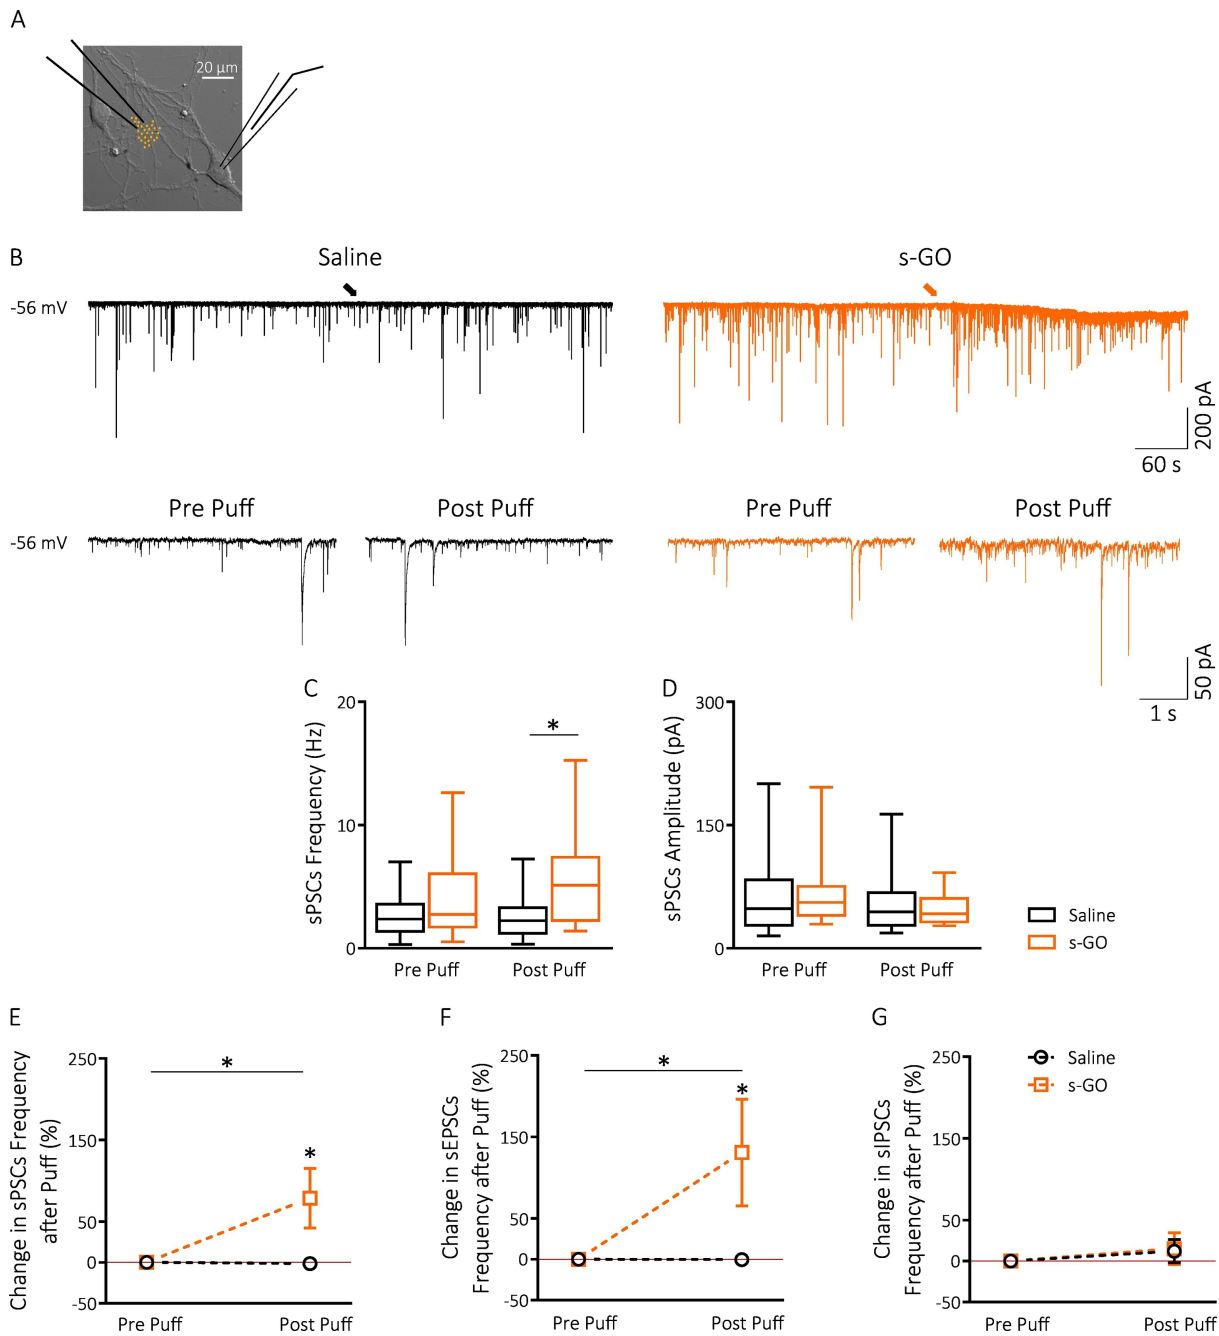 A
20 µm
B
Saline
s-GO
-56 mV
200 pA
60 s
Pre Puff
Post Puff
Pre Puff
Post Puff
-56 mV
50 pA
1 s
C
sPSCs Frequency (Hz)
20
10
0
*
Pre Puff
Post Puff
D
sPSCs Amplitude (pA)
300
150
0
Pre Puff
Post Puff
Saline
s-GO
E
Change in sPSCs Frequency
after Puff (%)
250
150
50
0
-50
*
*
Pre Puff
Post Puff
F
Change in sEPSCs
Frequency after Puff (%)
250
150
50
0
-50
*
*
Pre Puff
Post Puff
G
Change in sIPSCs
Frequency after Puff (%)
250
150
50
0
-50
Saline
s-GO
Pre Puff
Post Puff